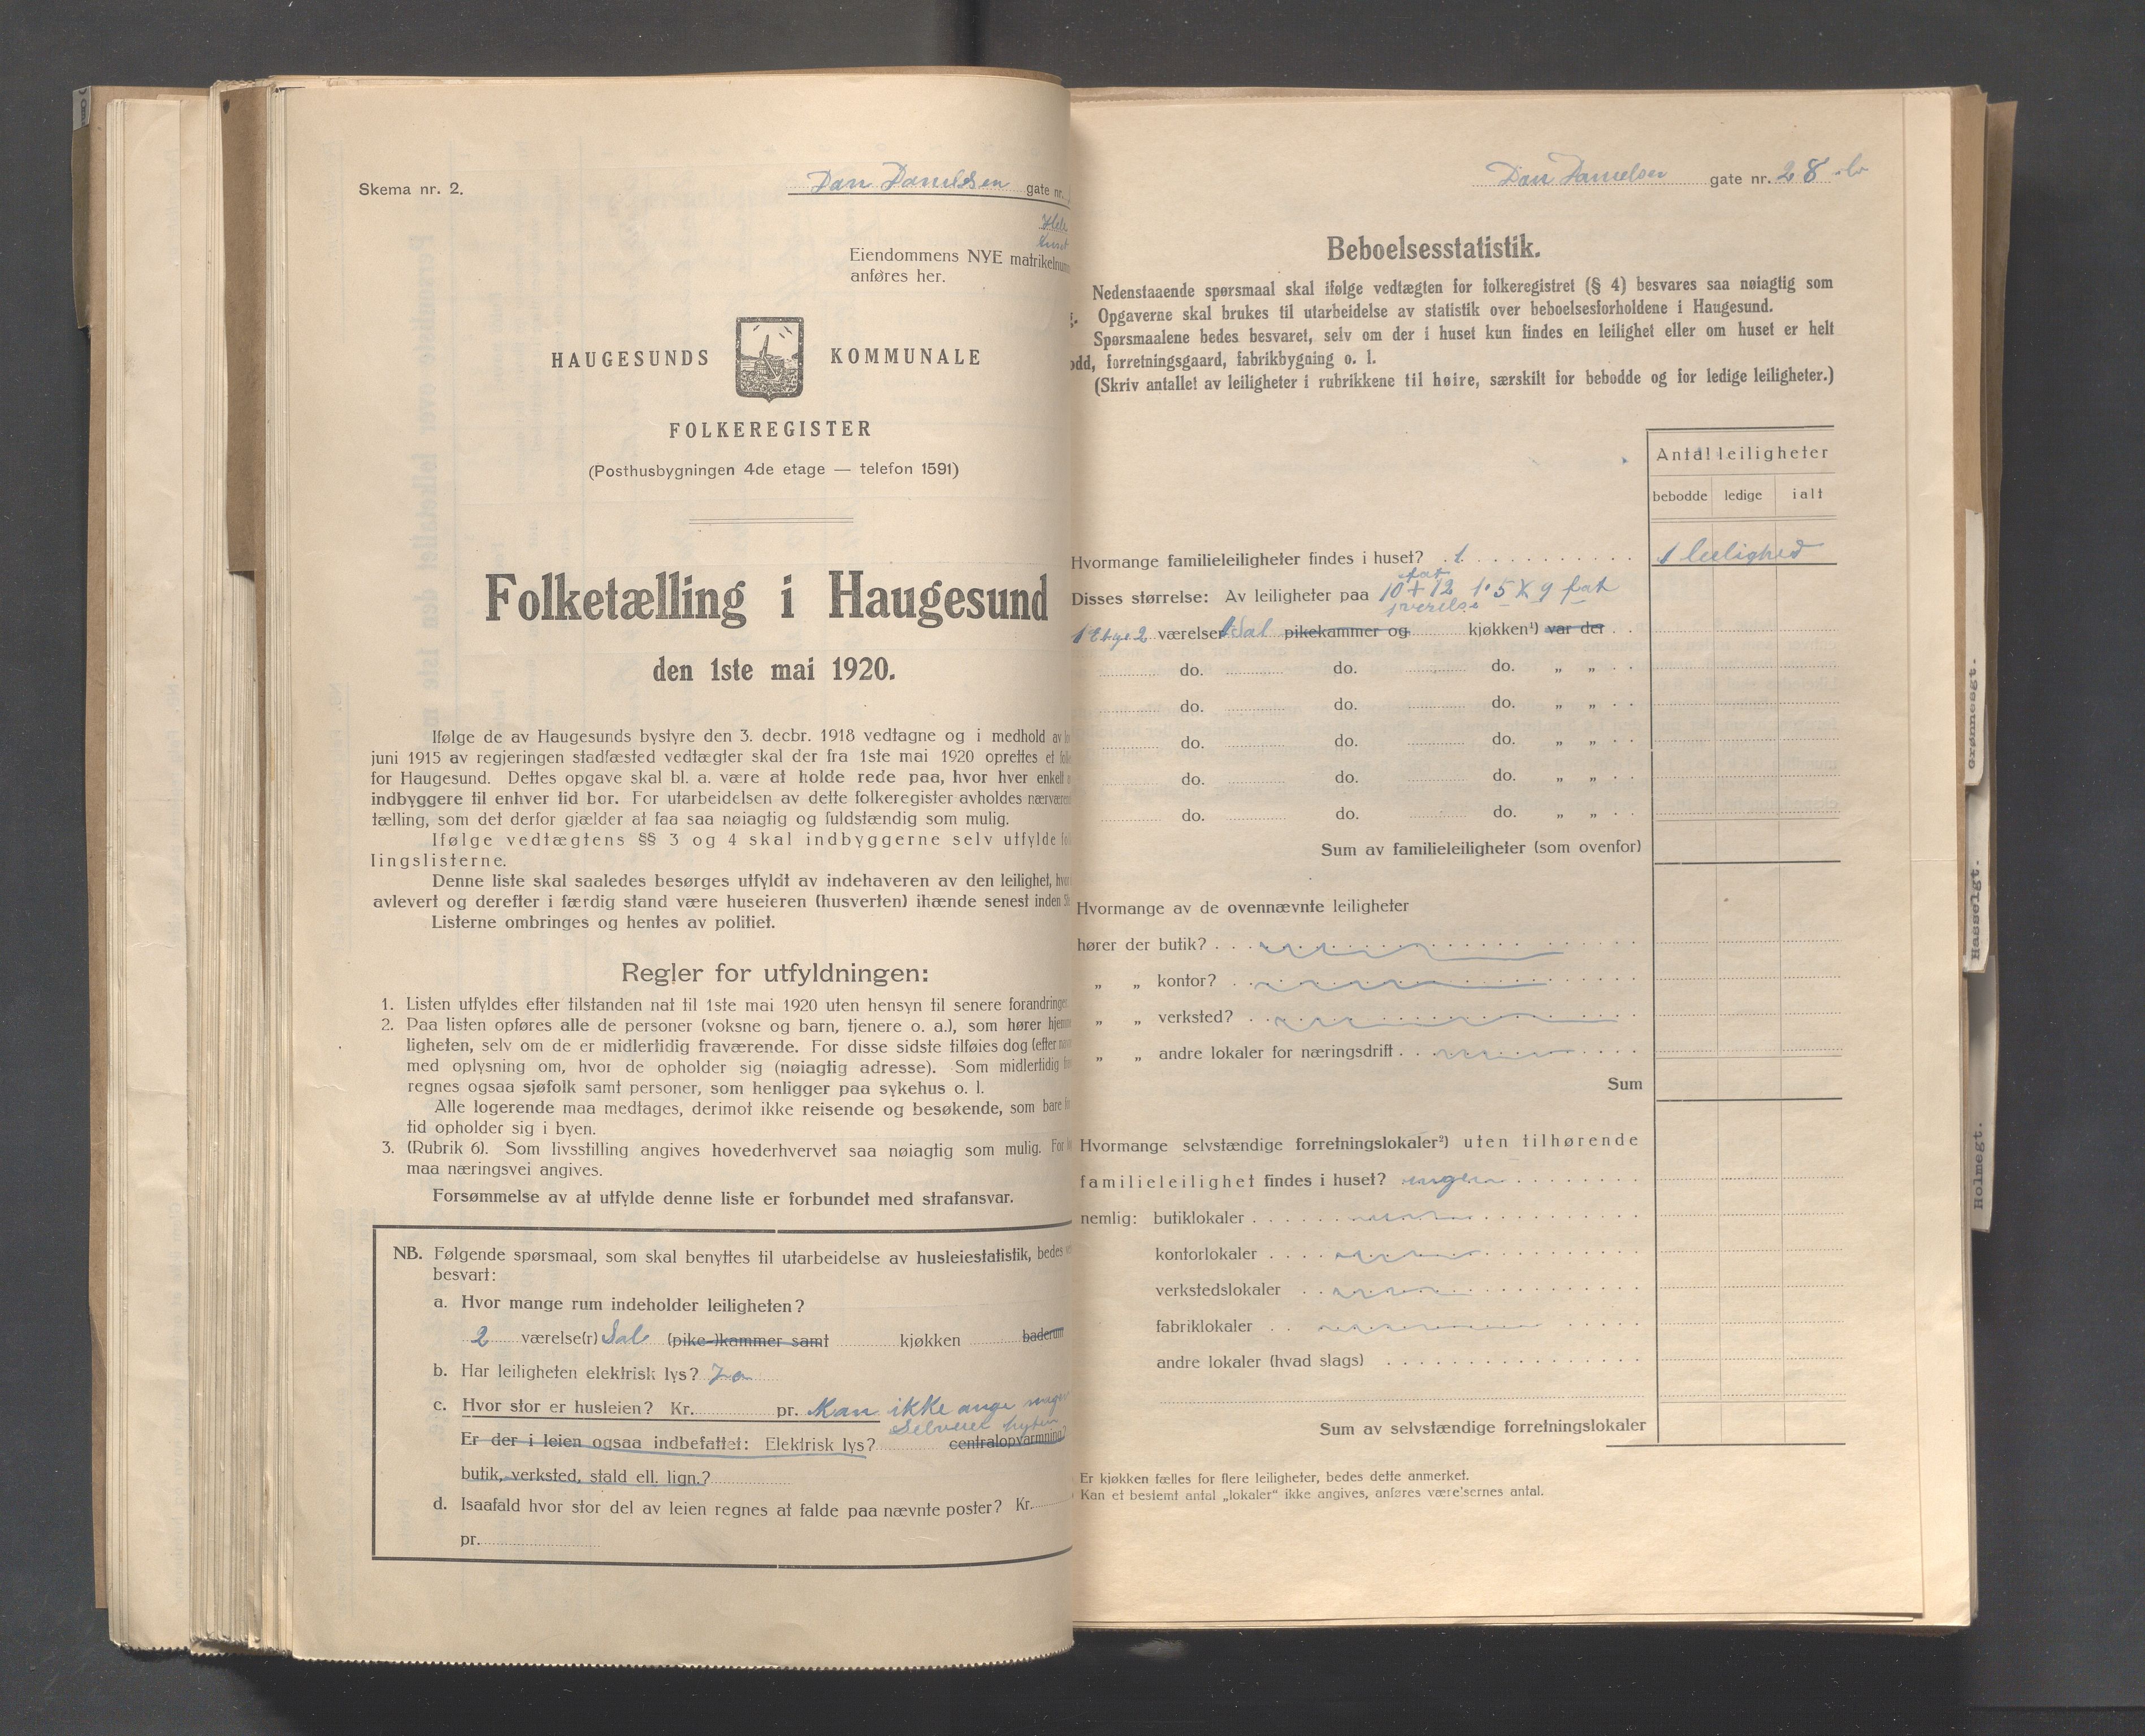 Skema nr. 2.
Dan Danielsen gate nr.
Hele
huset
Eiendommens NYE matrikelnum
anføres her.
HAUGESUNDS KOMMUNALE
FOLKEREGISTER
(Posthusbygningen 4de etage — telefon 1591)
Folketælling i Haugesund
den 1ste mai 1920.
Ifølge de av Haugesunds bystyre den 3. decbr. 1918 vedtagne og i medhold av
juni 1915 av regjeringen stadfæsted vedtægter skal der fra 1ste mai 1920 oprettes et
for Haugesund. Dettes opgave skal bl. a. være at holde rede paa, hvor hver enkelt
indbyggere til enhver tid bor. For utarbeidelsen av dette folkeregister avholdes nærværen
tælling, som det derfor gjælder at faa saa nøiagtig og fuldstændig som mulig.
Ifølge vedtægtens §§ 3 og 4 skal indbyggerne selv utfylde
lingslisterne.
Denne liste skal saaledes besørges utfyldt av indehaveren av den leilighet,
avlevert og derefter i færdig stand være huseieren (husverten) ihænde senest inden
Listerne ombringes og hentes av politiet.
Regler for utfyldningen:
1. Listen utfyldes efter tilstanden nat til 1ste mai 1920 uten hensyn til senere forandringer
2. Paa listen opføres alle de personer (voksne og barn, tjenere o. a.), som hører hjemme
ligheten, selv om de er midlertidig fraværende. For disse sidste tilføies dog (efter
med oplysning om, hvor de opholder sig (nøiagtig adresse). Som midlertidig
regnes ogsaa sjøfolk samt personer, som henligger paa sykehus o. l.
Alle logerende maa medtages, derimot ikke reisende og besøkende, som bare
tid opholder sig i byen.
3. (Rubrik 6). Som livsstilling angives hovederhvervet saa nøiagtig som mulig. For
maa næringsvei angives.
Forsømmelse av at utfylde denne liste er forbundet med strafansvar.
NB. Følgende spørsmaal, som skal benyttes til utarbeidelse av husleiestatistik, bedes
besvart:
a. Hvor mange rum indeholder leiligheten?
2 værelse(r) Sale (pike-)kammer samt kjøkken baderum
b. Har leiligheten elektrisk lys? Ja
c. Hvor stor er husleien? Kr. pr. Kan ikke
Er der i leien ogsaa indbefattet: Elektrisk lys? centralopvarmning?
butik, verksted, stald ell. lign.?
d. Isaafald hvor stor del av leien regnes at falde paa nævnte poster? Kr.
pr.
Dan Danielsen gate nr. 28
Beboelsesstatistik.
Nedenstaaende spørsmaal skal ifølge vedtægten for folkeregistret (§ 4) besvares saa nøiagtig som
Opgaverne skal brukes til utarbeidelse av statistik over beboelsesforholdene i Haugesund.
Spørsmaalene bedes besvaret, selv om der i huset kun findes en leilighet eller om huset er helt
odd, forretningsgaard, fabrikbygning o. l.
(Skriv antallet av leiligheter i rubrikkene til høire, særskilt for bebodde og for ledige leiligheter.)
Antal leiligheter
bebodde ledige ialt
Hvormange familieleiligheter findes i huset? 1 1 leilighed
Disses størrelse: Av leiligheter paa 10 + 12 1·5 X 9 fat
1 Etage 2 værelser Sal pikekammer og kjøkken¹) var der
do. do. do. „ „
do. do. do. „ „
do. do. do. „ „
do. do. do. „ „
do. do. do. „ „
Sum av familieleiligheter (som ovenfor)
Hvormange av de ovennævnte leiligheter
hører der butik?
„ „ kontor?
„ „ verksted?
„ „ andre lokaler for næringsdrift
Sum
Hvormange selvstændige forretningslokaler²) uten tilhørende
familieleilighet findes i huset? ingen
nemlig: butiklokaler
kontorlokaler
verkstedslokaler
fabriklokaler
andre lokaler (hvad slags)
Sum av selvstændige forretningslokaler
Er kjøkken fælles for flere leiligheter, bedes dette anmerket.
Kan et bestemt antal „lokaler" ikke angives, anføres værelsernes antal.
Grønnegt.
Hasselgt.
Holmegt.